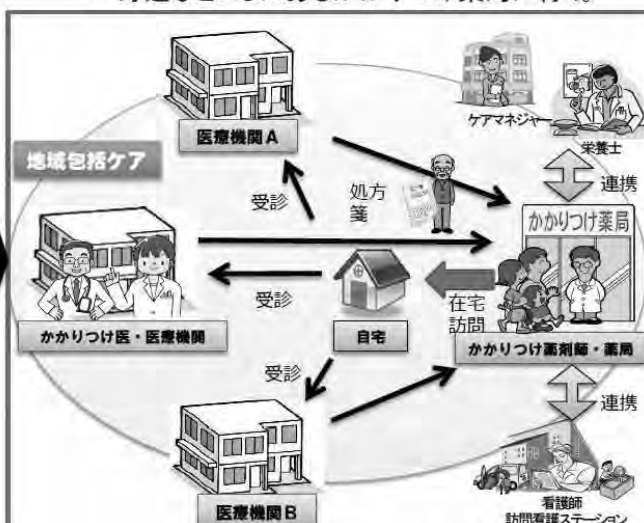 医療機関A
ケアマネジャー
栄養士
地域包括ケア
受診
処方
箋
連携
かかりつけ薬局
受診
在宅
訪問
かかりつけ医・医療機関
自宅
かかりつけ薬剤師・薬局
受診
連携
医療機関B
看護師
訪問看護ステーション